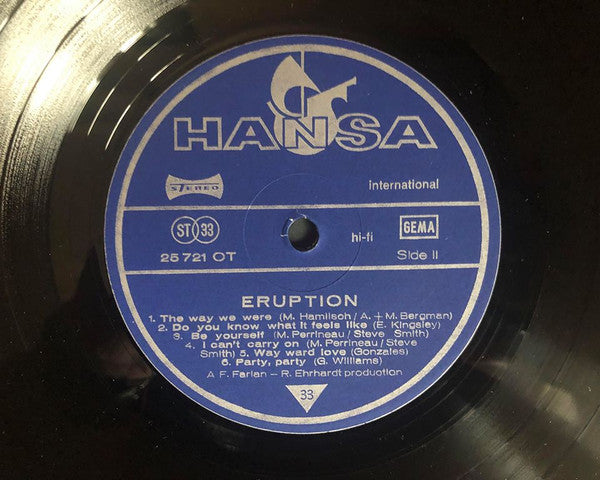 HANSA
STEREO
international
ST 33
hi-fi
GEMA
25 721 OT
Side II
ERUPTION
1. The way we were (M. Hamlisch/A.+M. Bergman)
2. Do you know what it feels like (E. Kingsley)
3. Be yourself (M. Perrineau/Steve Smith)
4. I can't carry on (M. Perrineau/Steve
Smith) 5. Way ward love (Gonzales)
6. Party, party (G. Williams)
A F. Farian – R. Ehrhardt production
33